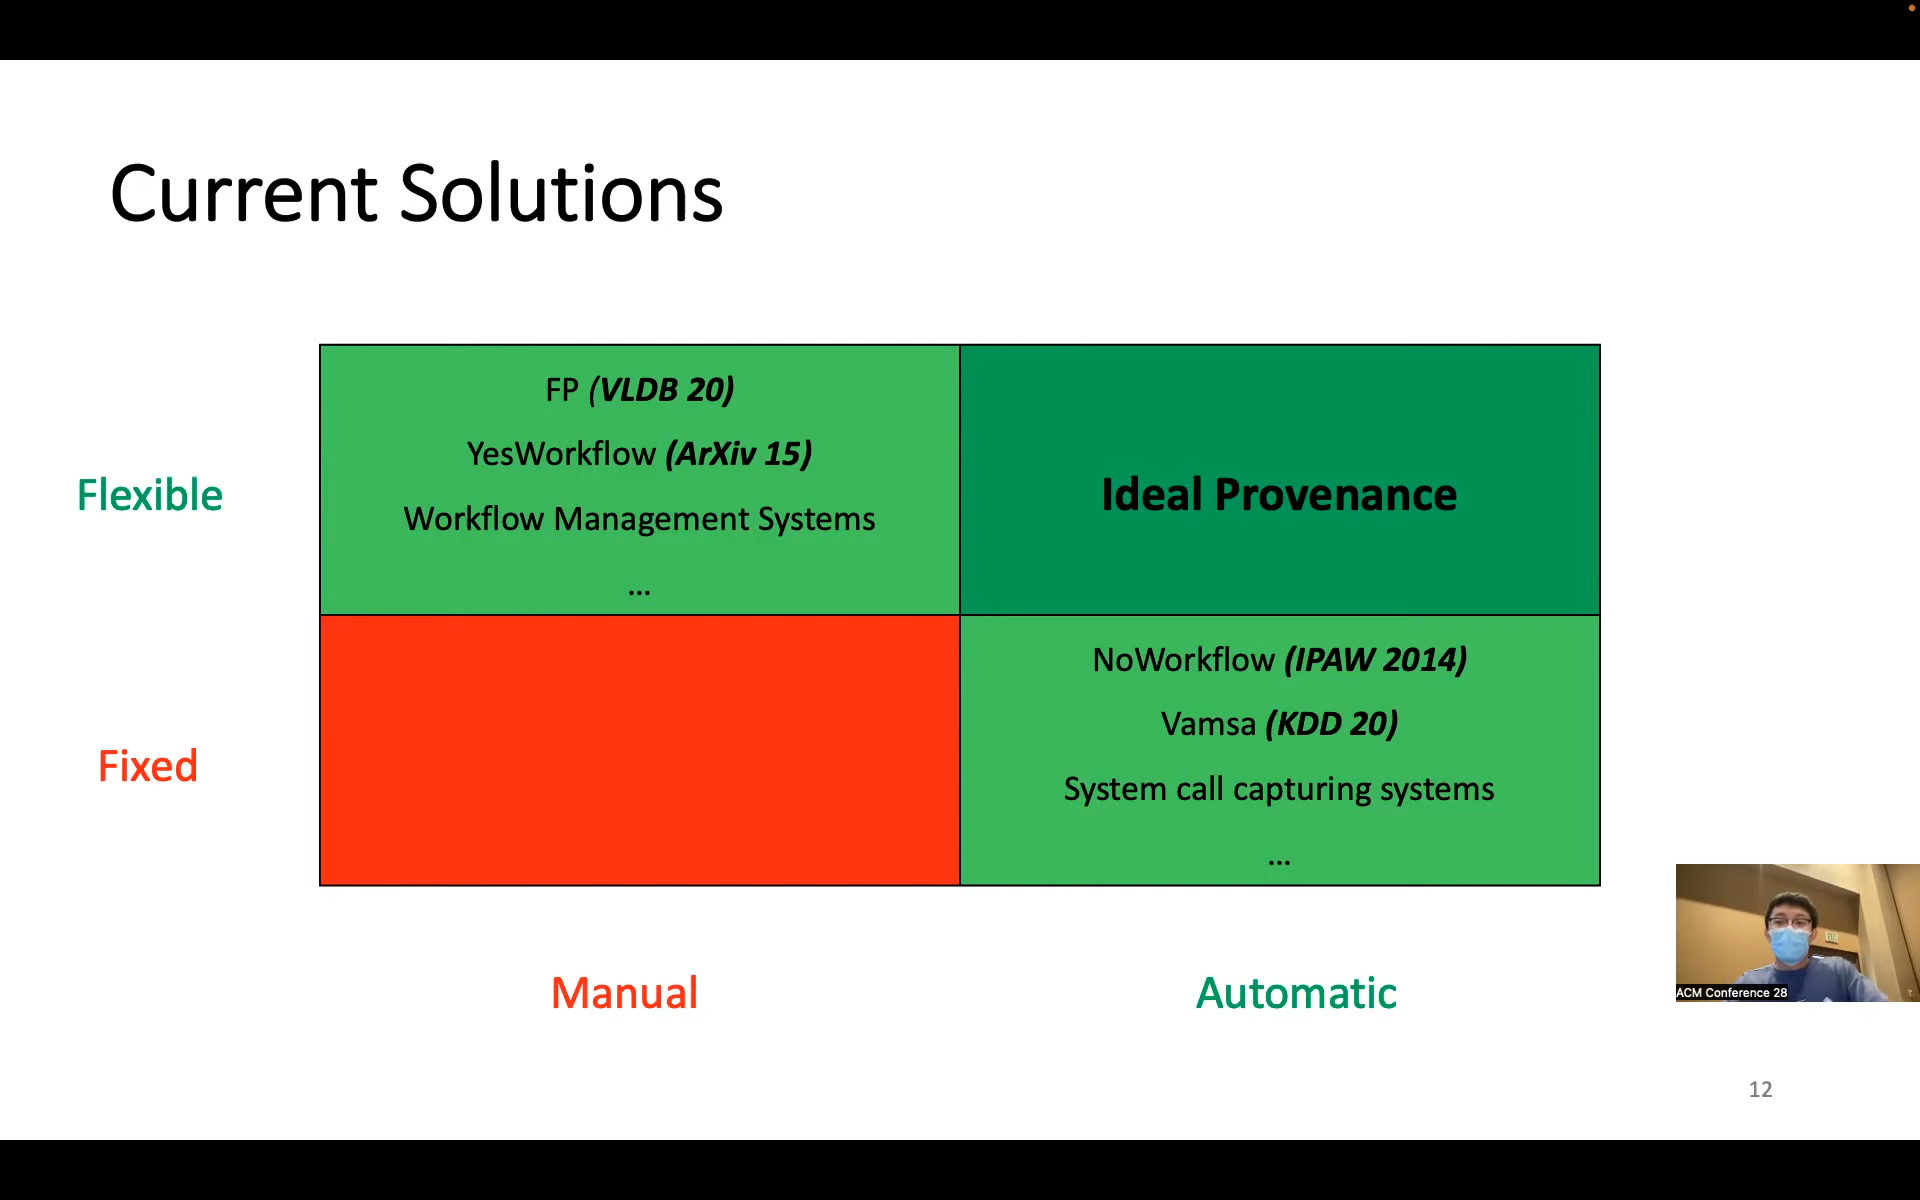 Current Solutions
FP (VLDB 20)
YesWorkflow (ArXiv 15)
Workflow Management Systems
...
Flexible
Ideal Provenance
Fixed
NoWorkflow (IPAW 2014)
Vamsa (KDD 20)
System call capturing systems
...
Manual
Automatic
ACM Conference 28
12